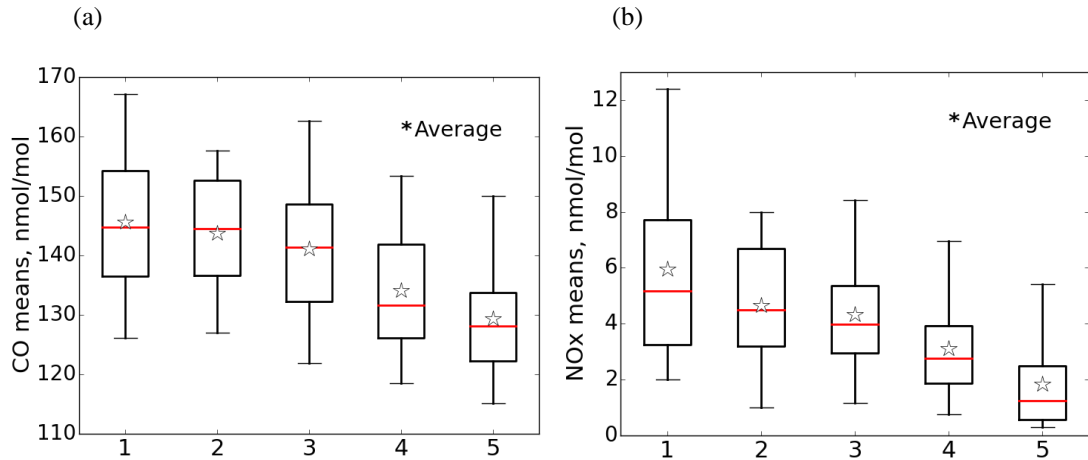 (a)
(b)
170
160
150
140
130
120
110
CO means, nmol/mol
*Average
1 2 3 4 5
12
10
8
6
4
2
0
NOx means, nmol/mol
*Average
1 2 3 4 5